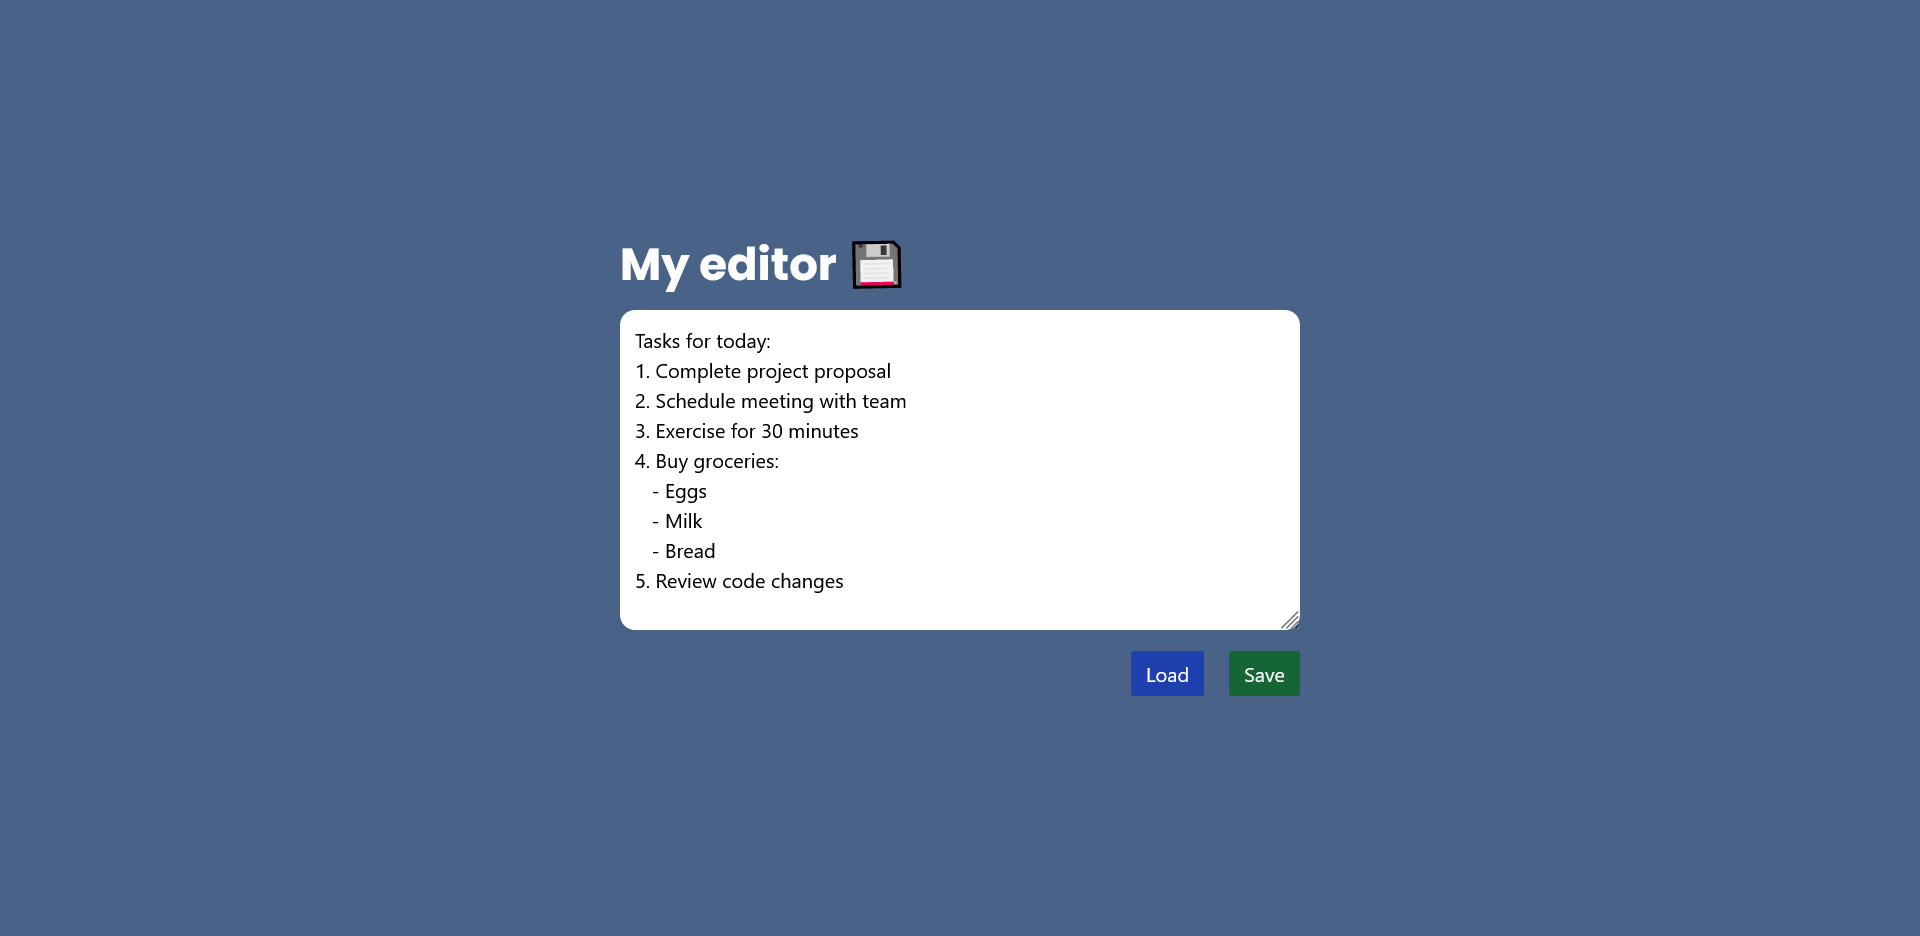 My editor
Tasks for today:
1. Complete project proposal
2. Schedule meeting with team
3. Exercise for 30 minutes
4. Buy groceries:
- Eggs
- Milk
- Bread
5. Review code changes
Load Save